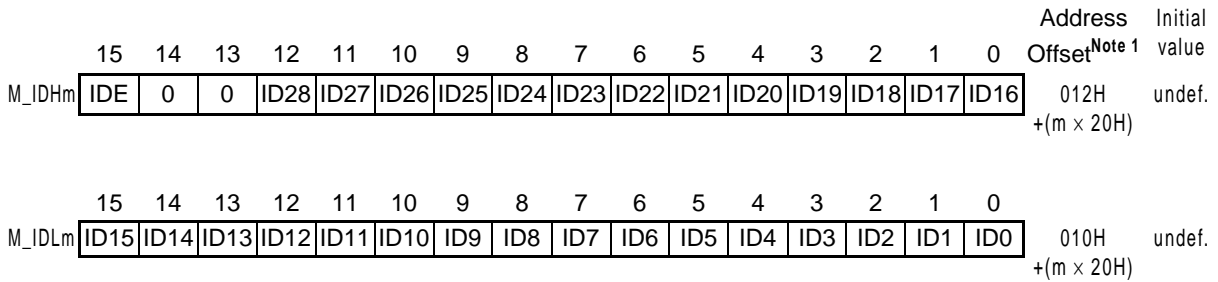 Address Initial
15 14 13 12 11 10 9 8 7 6 5 4 3 2 1 0 Offset Note 1 value
M_IDHm IDE 0 0 ID28 ID27 ID26 ID25 ID24 ID23 ID22 ID21 ID20 ID19 ID18 ID17 ID16 012H undef.
+(m × 20H)
15 14 13 12 11 10 9 8 7 6 5 4 3 2 1 0
M_IDLm ID15 ID14 ID13 ID12 ID11 ID10 ID9 ID8 ID7 ID6 ID5 ID4 ID3 ID2 ID1 ID0 010H undef.
+(m × 20H)